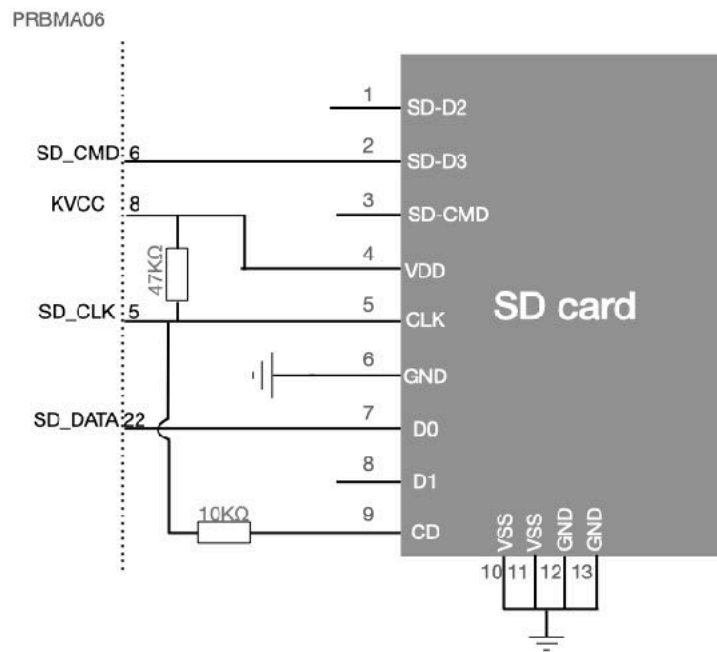 PRBMA06
1 SD-D2
SD_CMD 6 2 SD-D3
KVCC 8 3 SD-CMD
47KΩ 4 VDD
SD_CLK 5 5 CLK
SD card
6 GND
SD_DATA 22 7 D0
8 D1
10KΩ 9 CD
VSS VSS GND GND
10 11 12 13